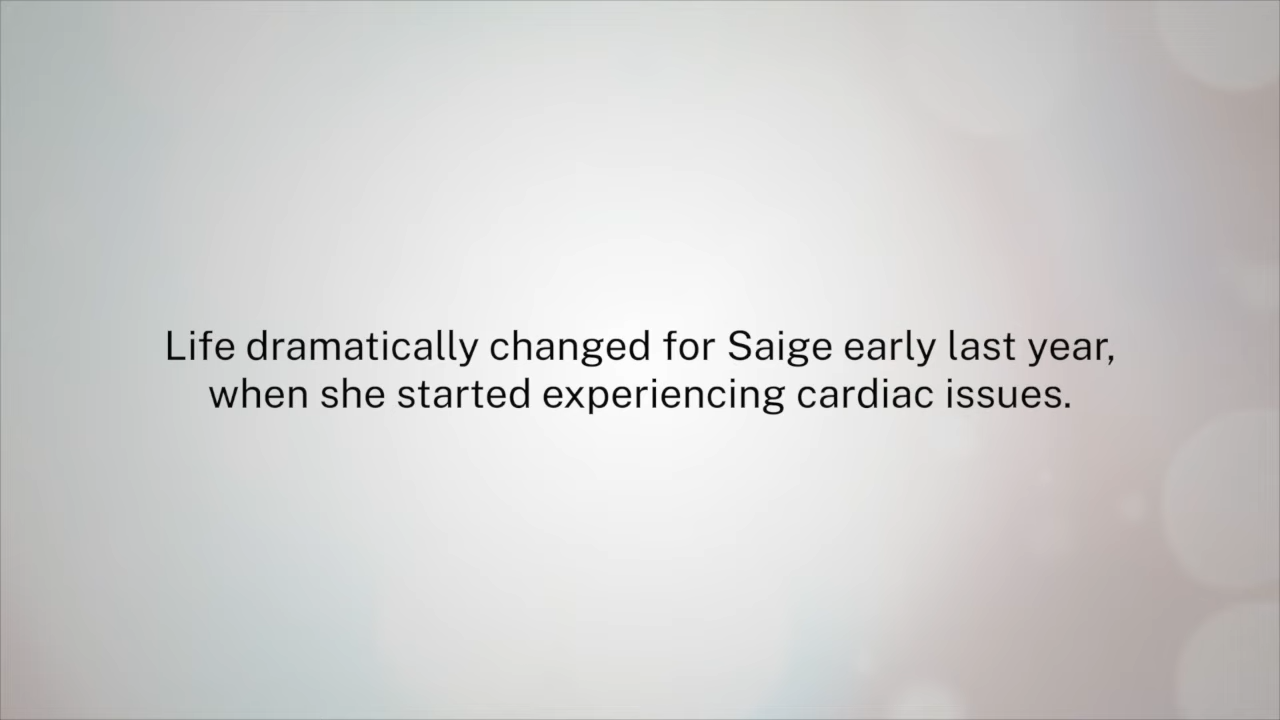 Life dramatically changed for Saige early last year,
when she started experiencing cardiac issues.